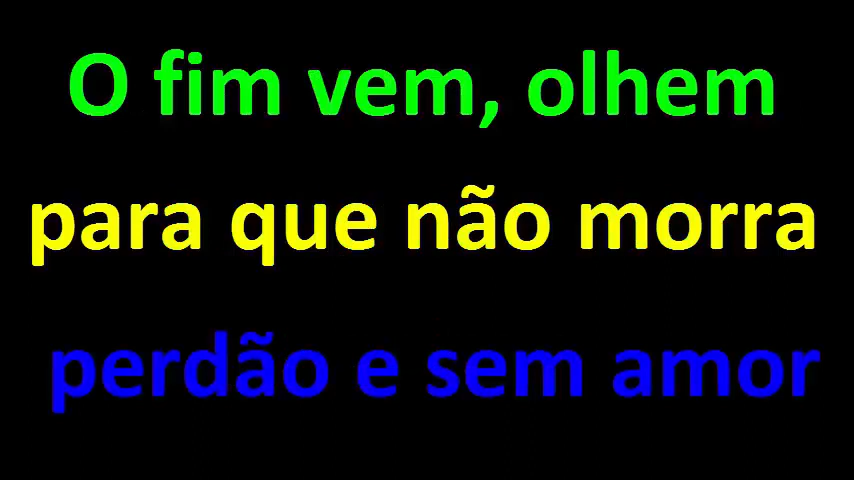 O fim vem, olhem
para que não morra
perdão e sem amor